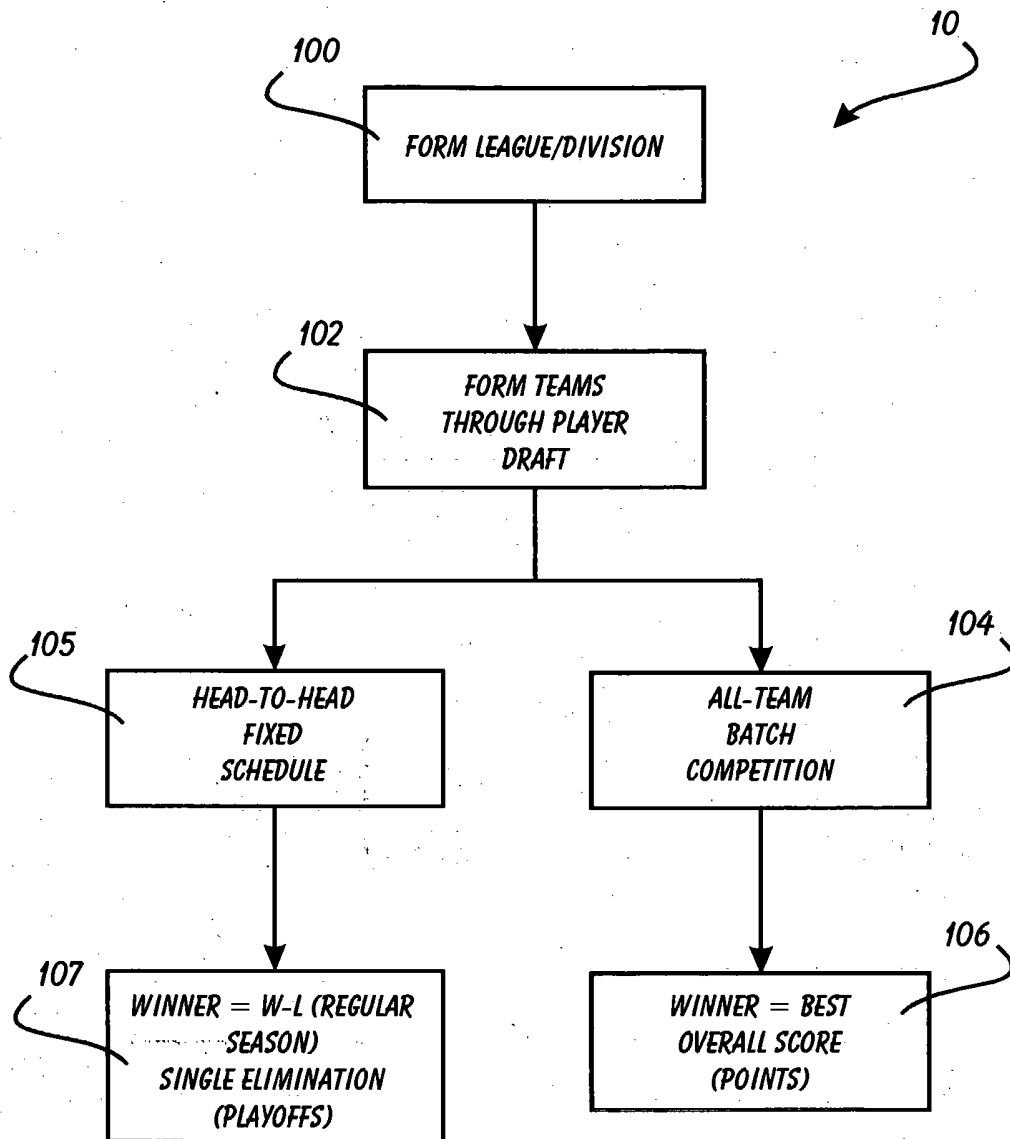 10
100
FORM LEAGUE/DIVISION
102
FORM TEAMS
THROUGH PLAYER
DRAFT
105
HEAD-TO-HEAD
FIXED
SCHEDULE
104
ALL-TEAM
BATCH
COMPETITION
107
WINNER = W-L (REGULAR
SEASON)
SINGLE ELIMINATION
(PLAYOFFS)
106
WINNER = BEST
OVERALL SCORE
(POINTS)